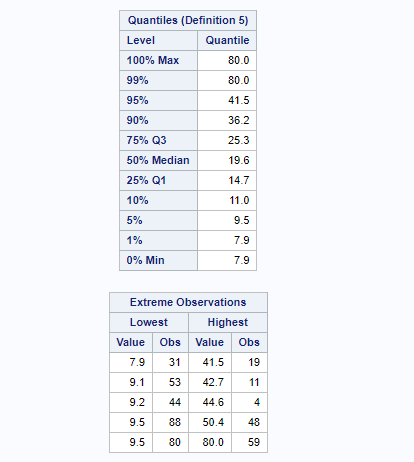 Quantiles (Definition 5)
Level Quantile
100% Max 80.0
99% 80.0
95% 41.5
90% 36.2
75% Q3 25.3
50% Median 19.6
25% Q1 14.7
10% 11.0
5% 9.5
1% 7.9
0% Min 7.9
Extreme Observations
Lowest Highest
Value Obs Value Obs
7.9 31 41.5 19
9.1 53 42.7 11
9.2 44 44.6 4
9.5 88 50.4 48
9.5 80 80.0 59